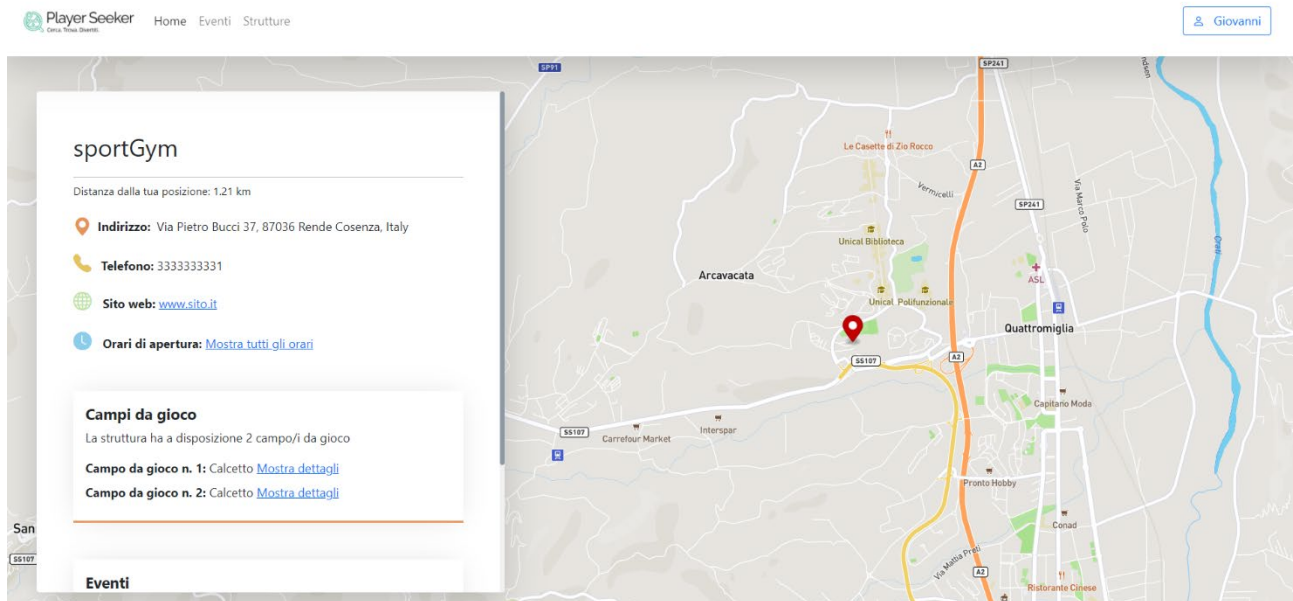 Player Seeker
Cerca. Trova. Divertiti.
Home Eventi Strutture
Giovanni
sportGym
Distanza dalla tua posizione: 1.21 km
Indirizzo: Via Pietro Bucci 37, 87036 Rende Cosenza, Italy
Telefono: 3333333331
Sito web: www.sito.it
Orari di apertura: Mostra tutti gli orari
Campi da gioco
La struttura ha a disposizione 2 campo/i da gioco
Campo da gioco n. 1: Calcetto Mostra dettagli
Campo da gioco n. 2: Calcetto Mostra dettagli
Eventi
SP91
SP241
Le Casette di Zio Rocco
A2
Vermicelli
Via Marco Polo
SP241
Unical Biblioteca
Crati
Arcavacata
ASL
Unical Polifunzionale
Quattromiglia
SS107
A2
Capitano Moda
Interspar
SS107
Carrefour Market
Pronto Hobby
Conad
San
SS107
Via Mattia Preti
A2
Ristorante Cinese